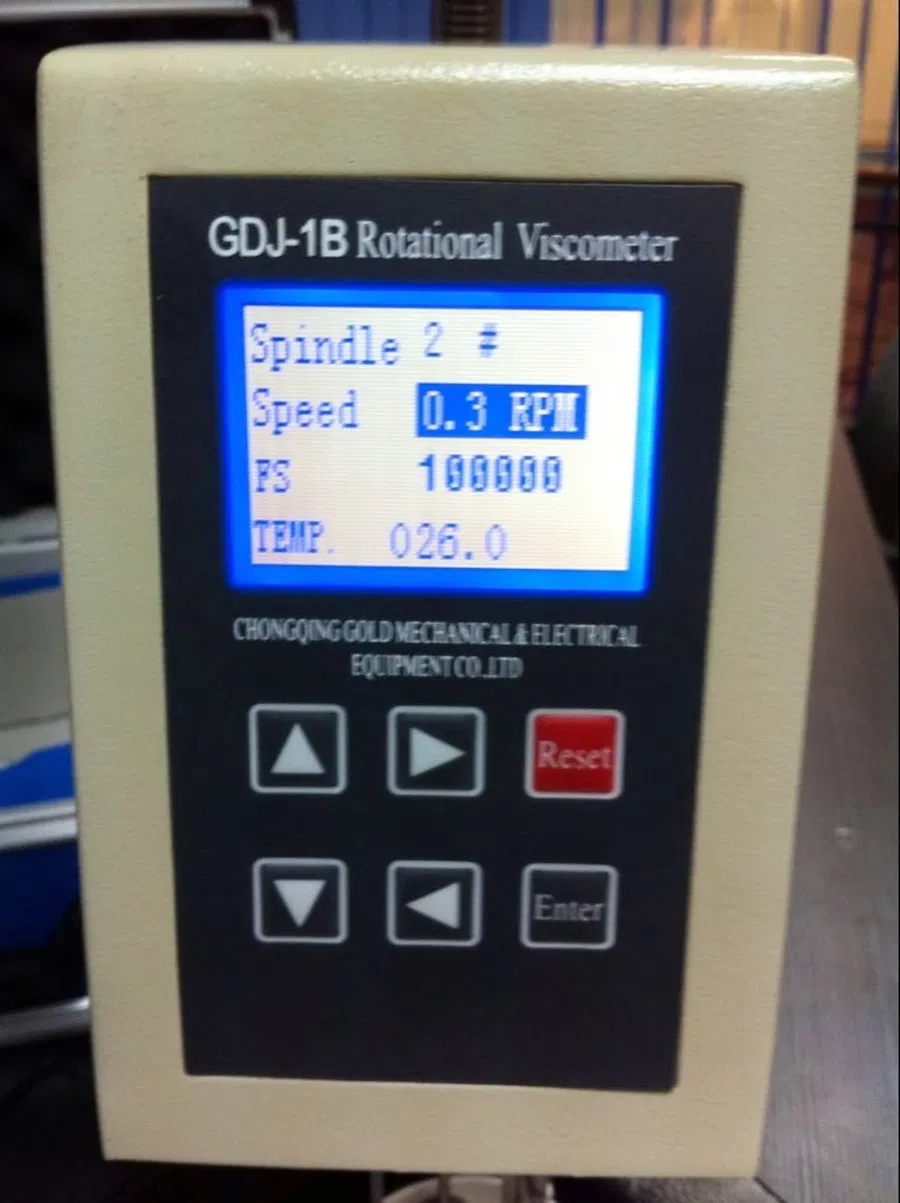 GDJ-1B Rotational Viscometer
Spindle 2 #
Speed 0.3 RPM
FS 100000
TEMP. 026.0
CHONGQING GOLD MECHANICAL & ELECTRICAL
EQUIPMENT CO.,LTD
Reset
Enter